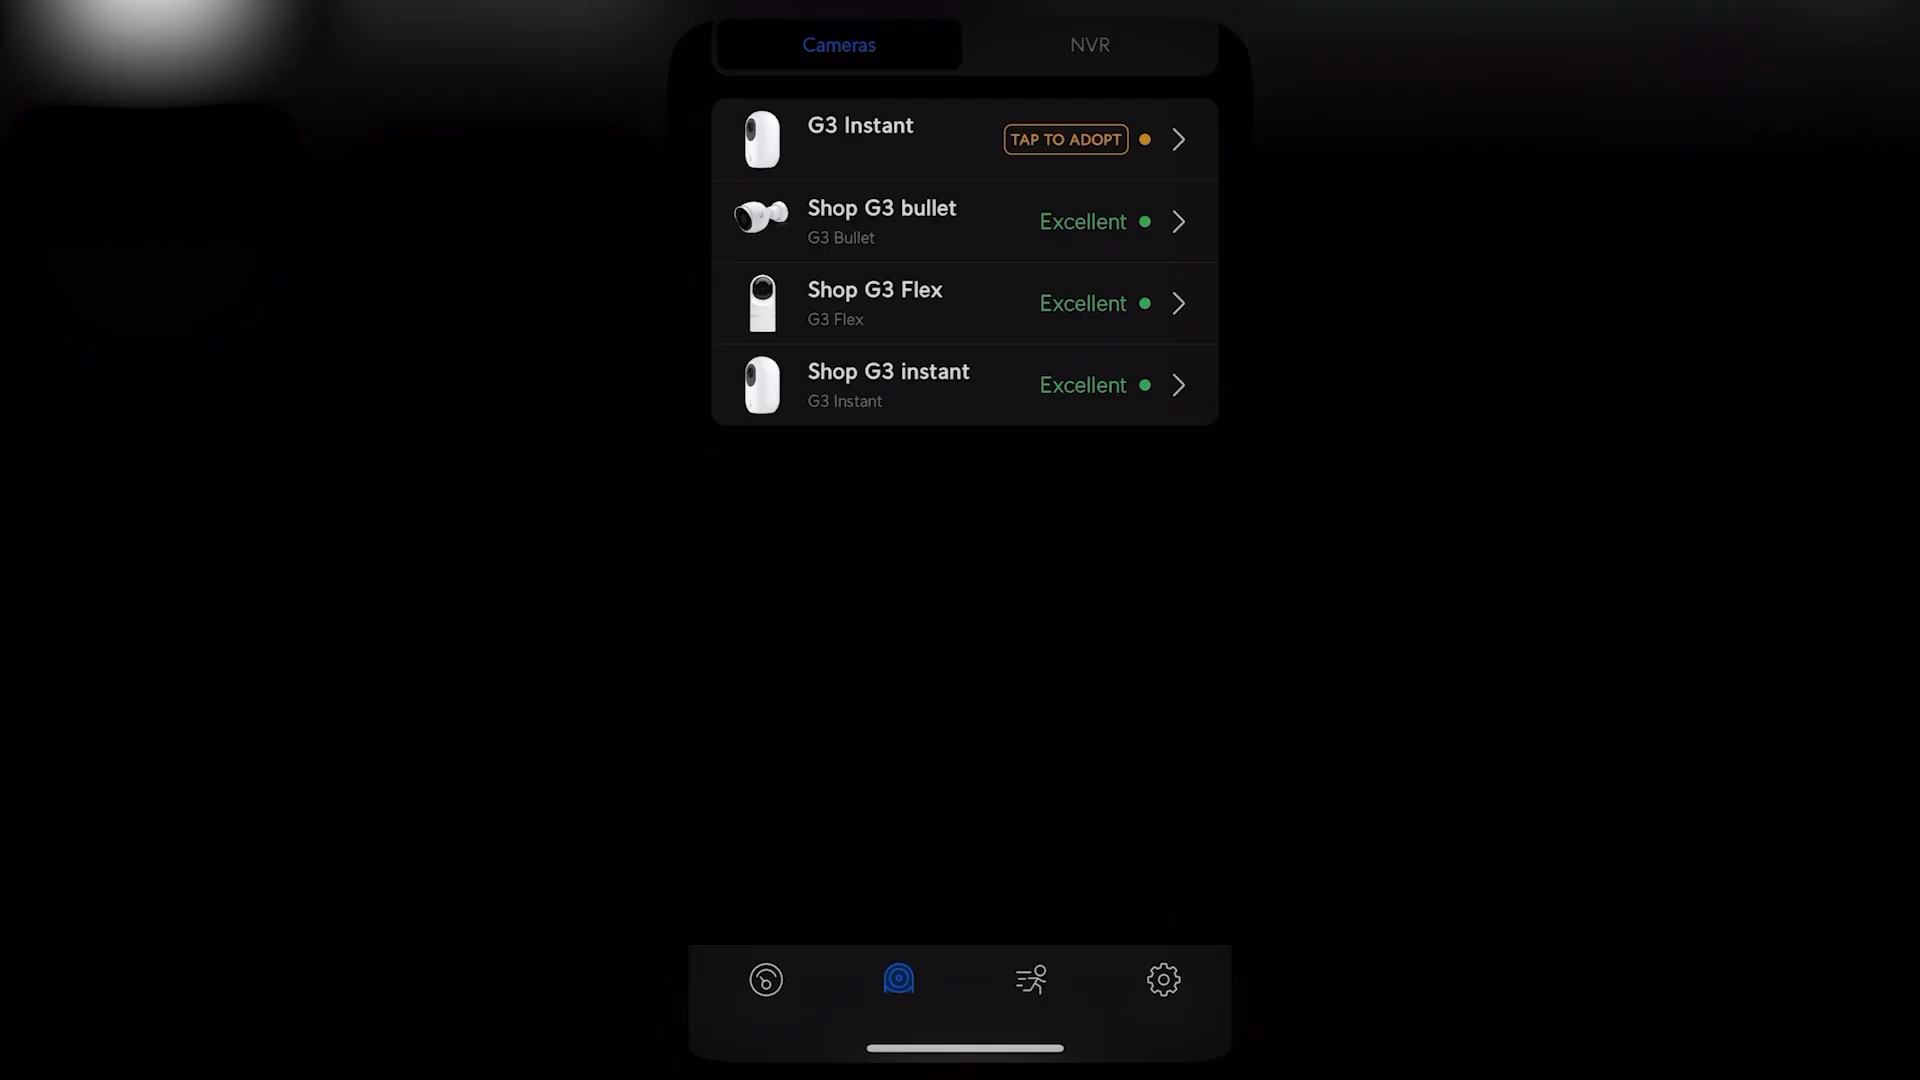 Cameras
NVR
G3 Instant
TAP TO ADOPT
Shop G3 bullet
G3 Bullet
Excellent
Shop G3 Flex
G3 Flex
Excellent
Shop G3 instant
G3 Instant
Excellent